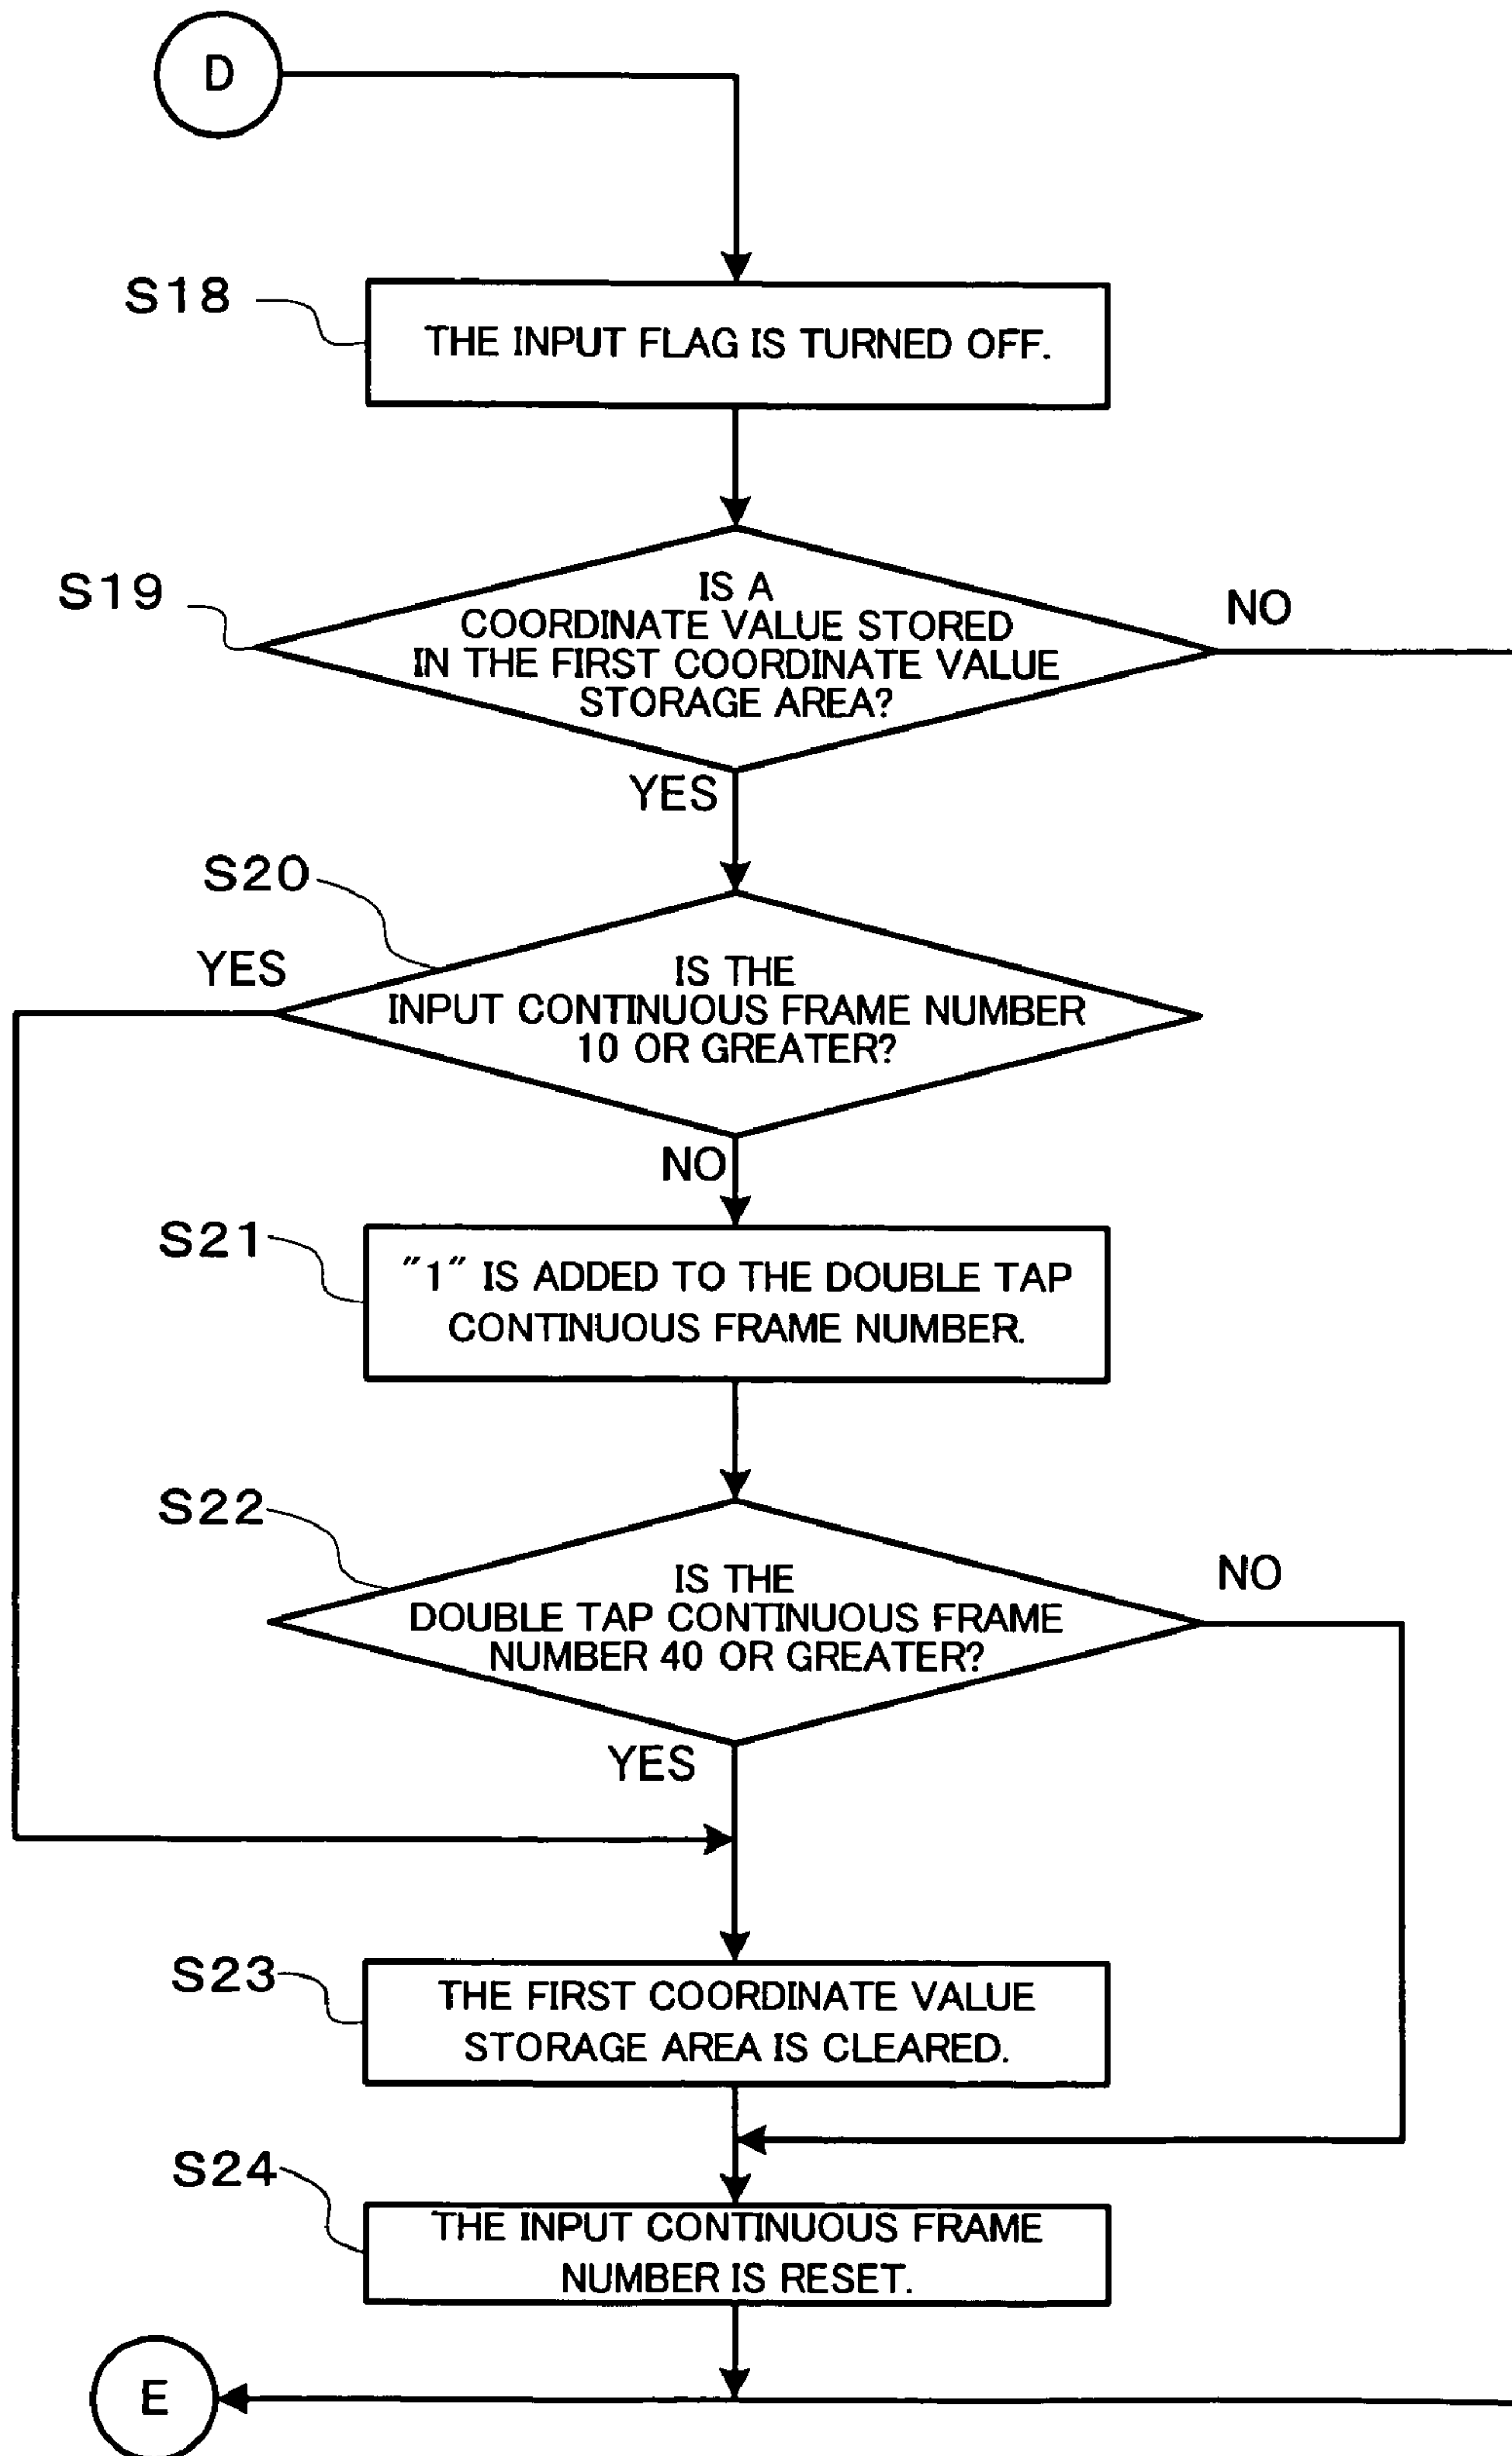 D
S18
THE INPUT FLAG IS TURNED OFF.
S19
IS A
COORDINATE VALUE STORED
IN THE FIRST COORDINATE VALUE
STORAGE AREA?
NO
YES
S20
YES
IS THE
INPUT CONTINUOUS FRAME NUMBER
10 OR GREATER?
NO
S21
"1" IS ADDED TO THE DOUBLE TAP
CONTINUOUS FRAME NUMBER.
S22
IS THE
DOUBLE TAP CONTINUOUS FRAME
NUMBER 40 OR GREATER?
NO
YES
S23
THE FIRST COORDINATE VALUE
STORAGE AREA IS CLEARED.
S24
THE INPUT CONTINUOUS FRAME
NUMBER IS RESET.
E